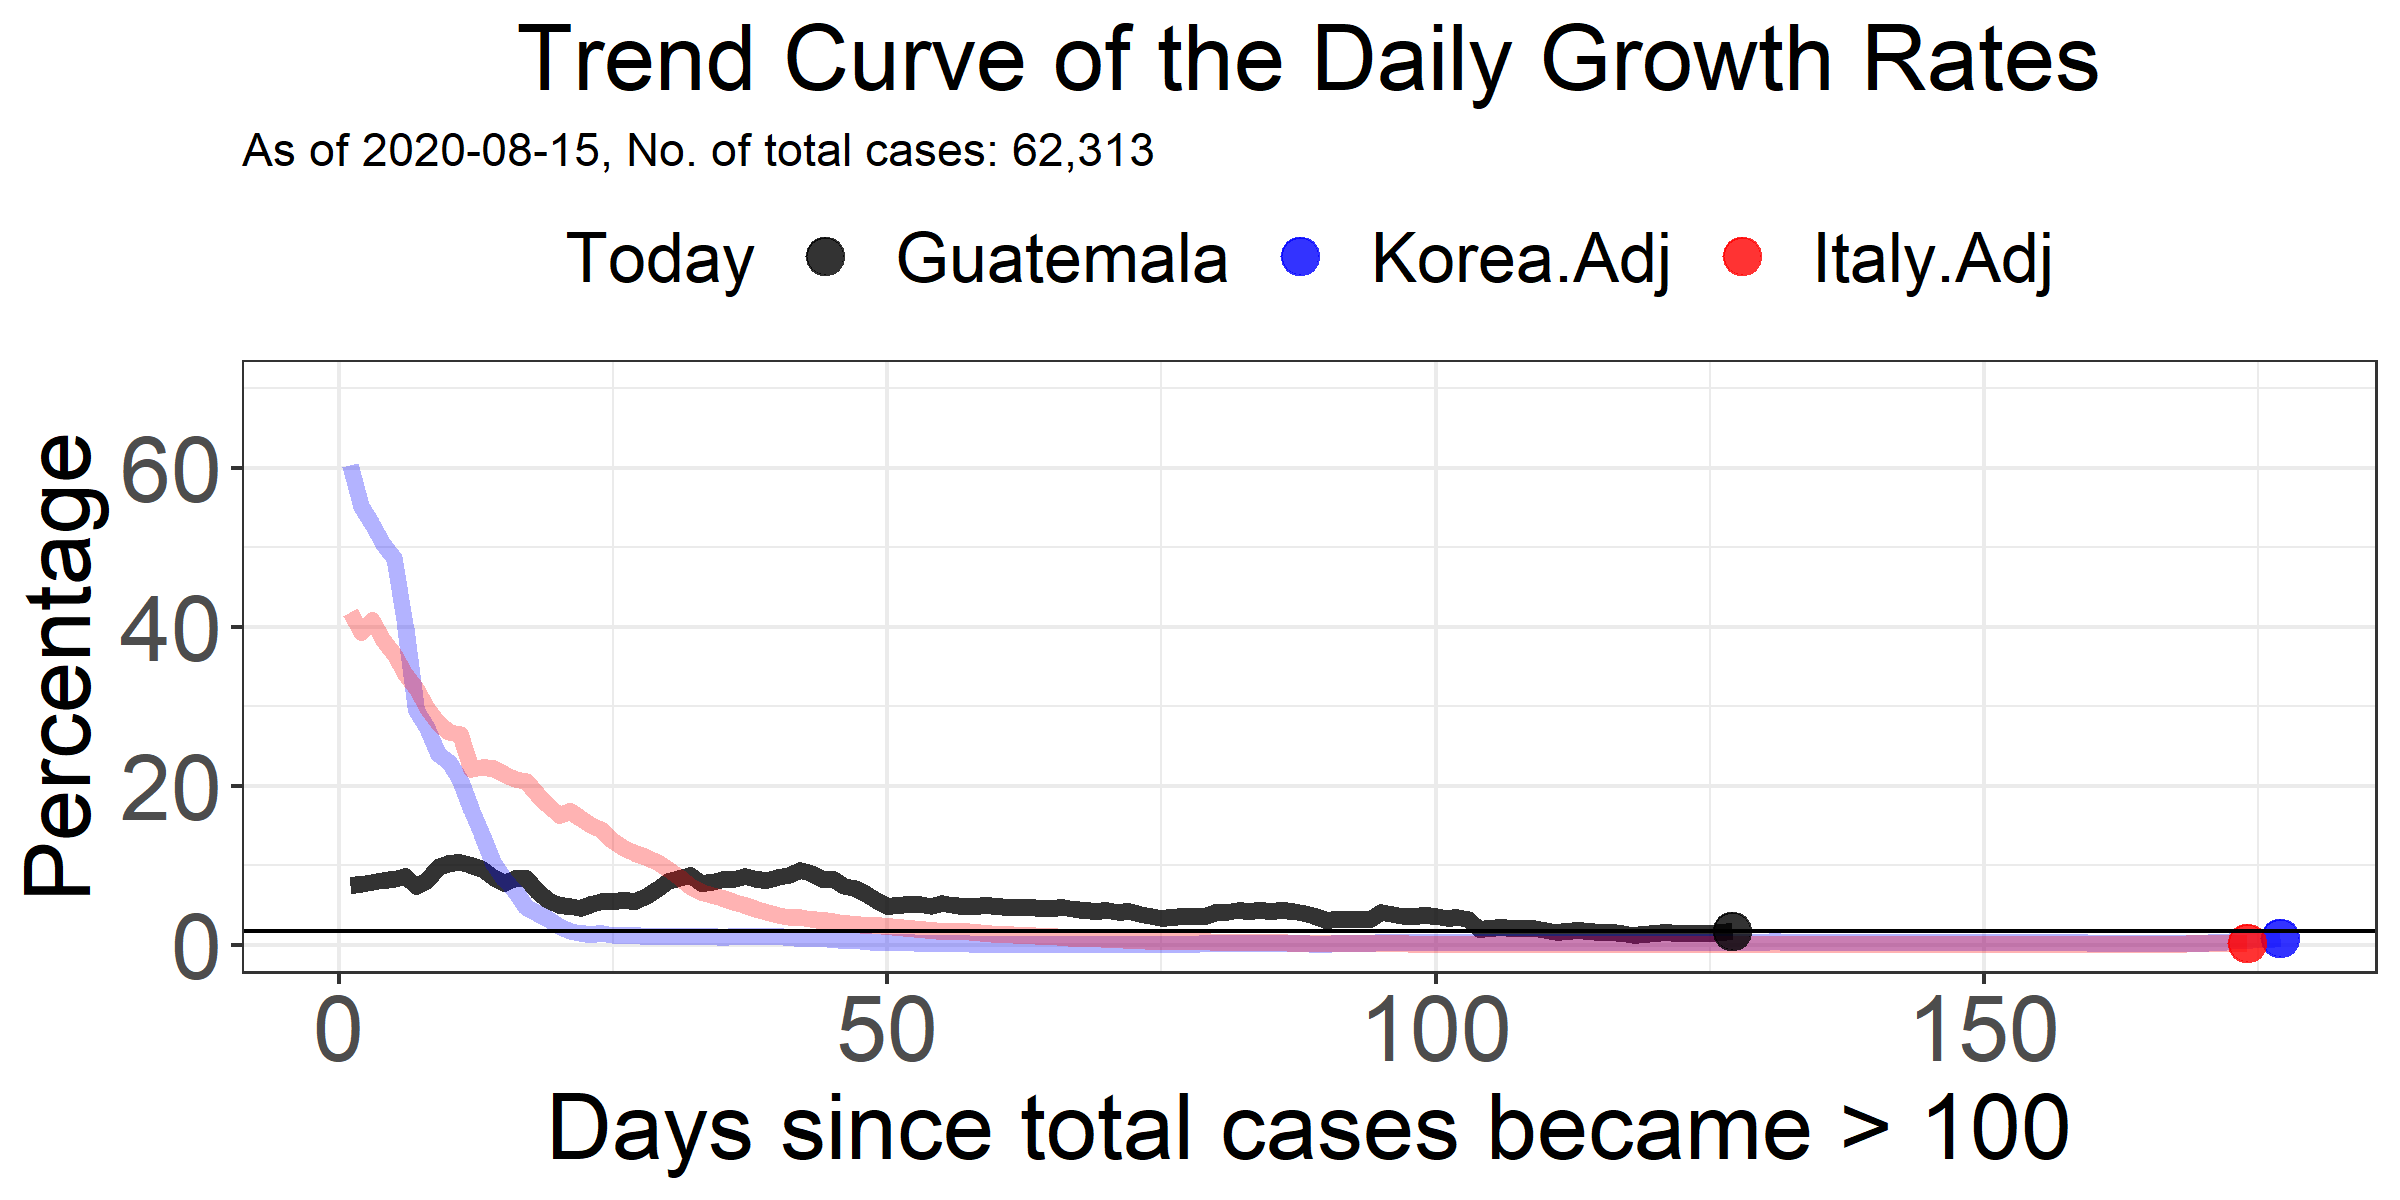 Trend Curve of the Daily Growth Rates
As of 2020-08-15, No. of total cases: 62,313
Today Guatemala Korea.Adj Italy.Adj
Percentage
60
40
20
0
0 50 100 150
Days since total cases became > 100